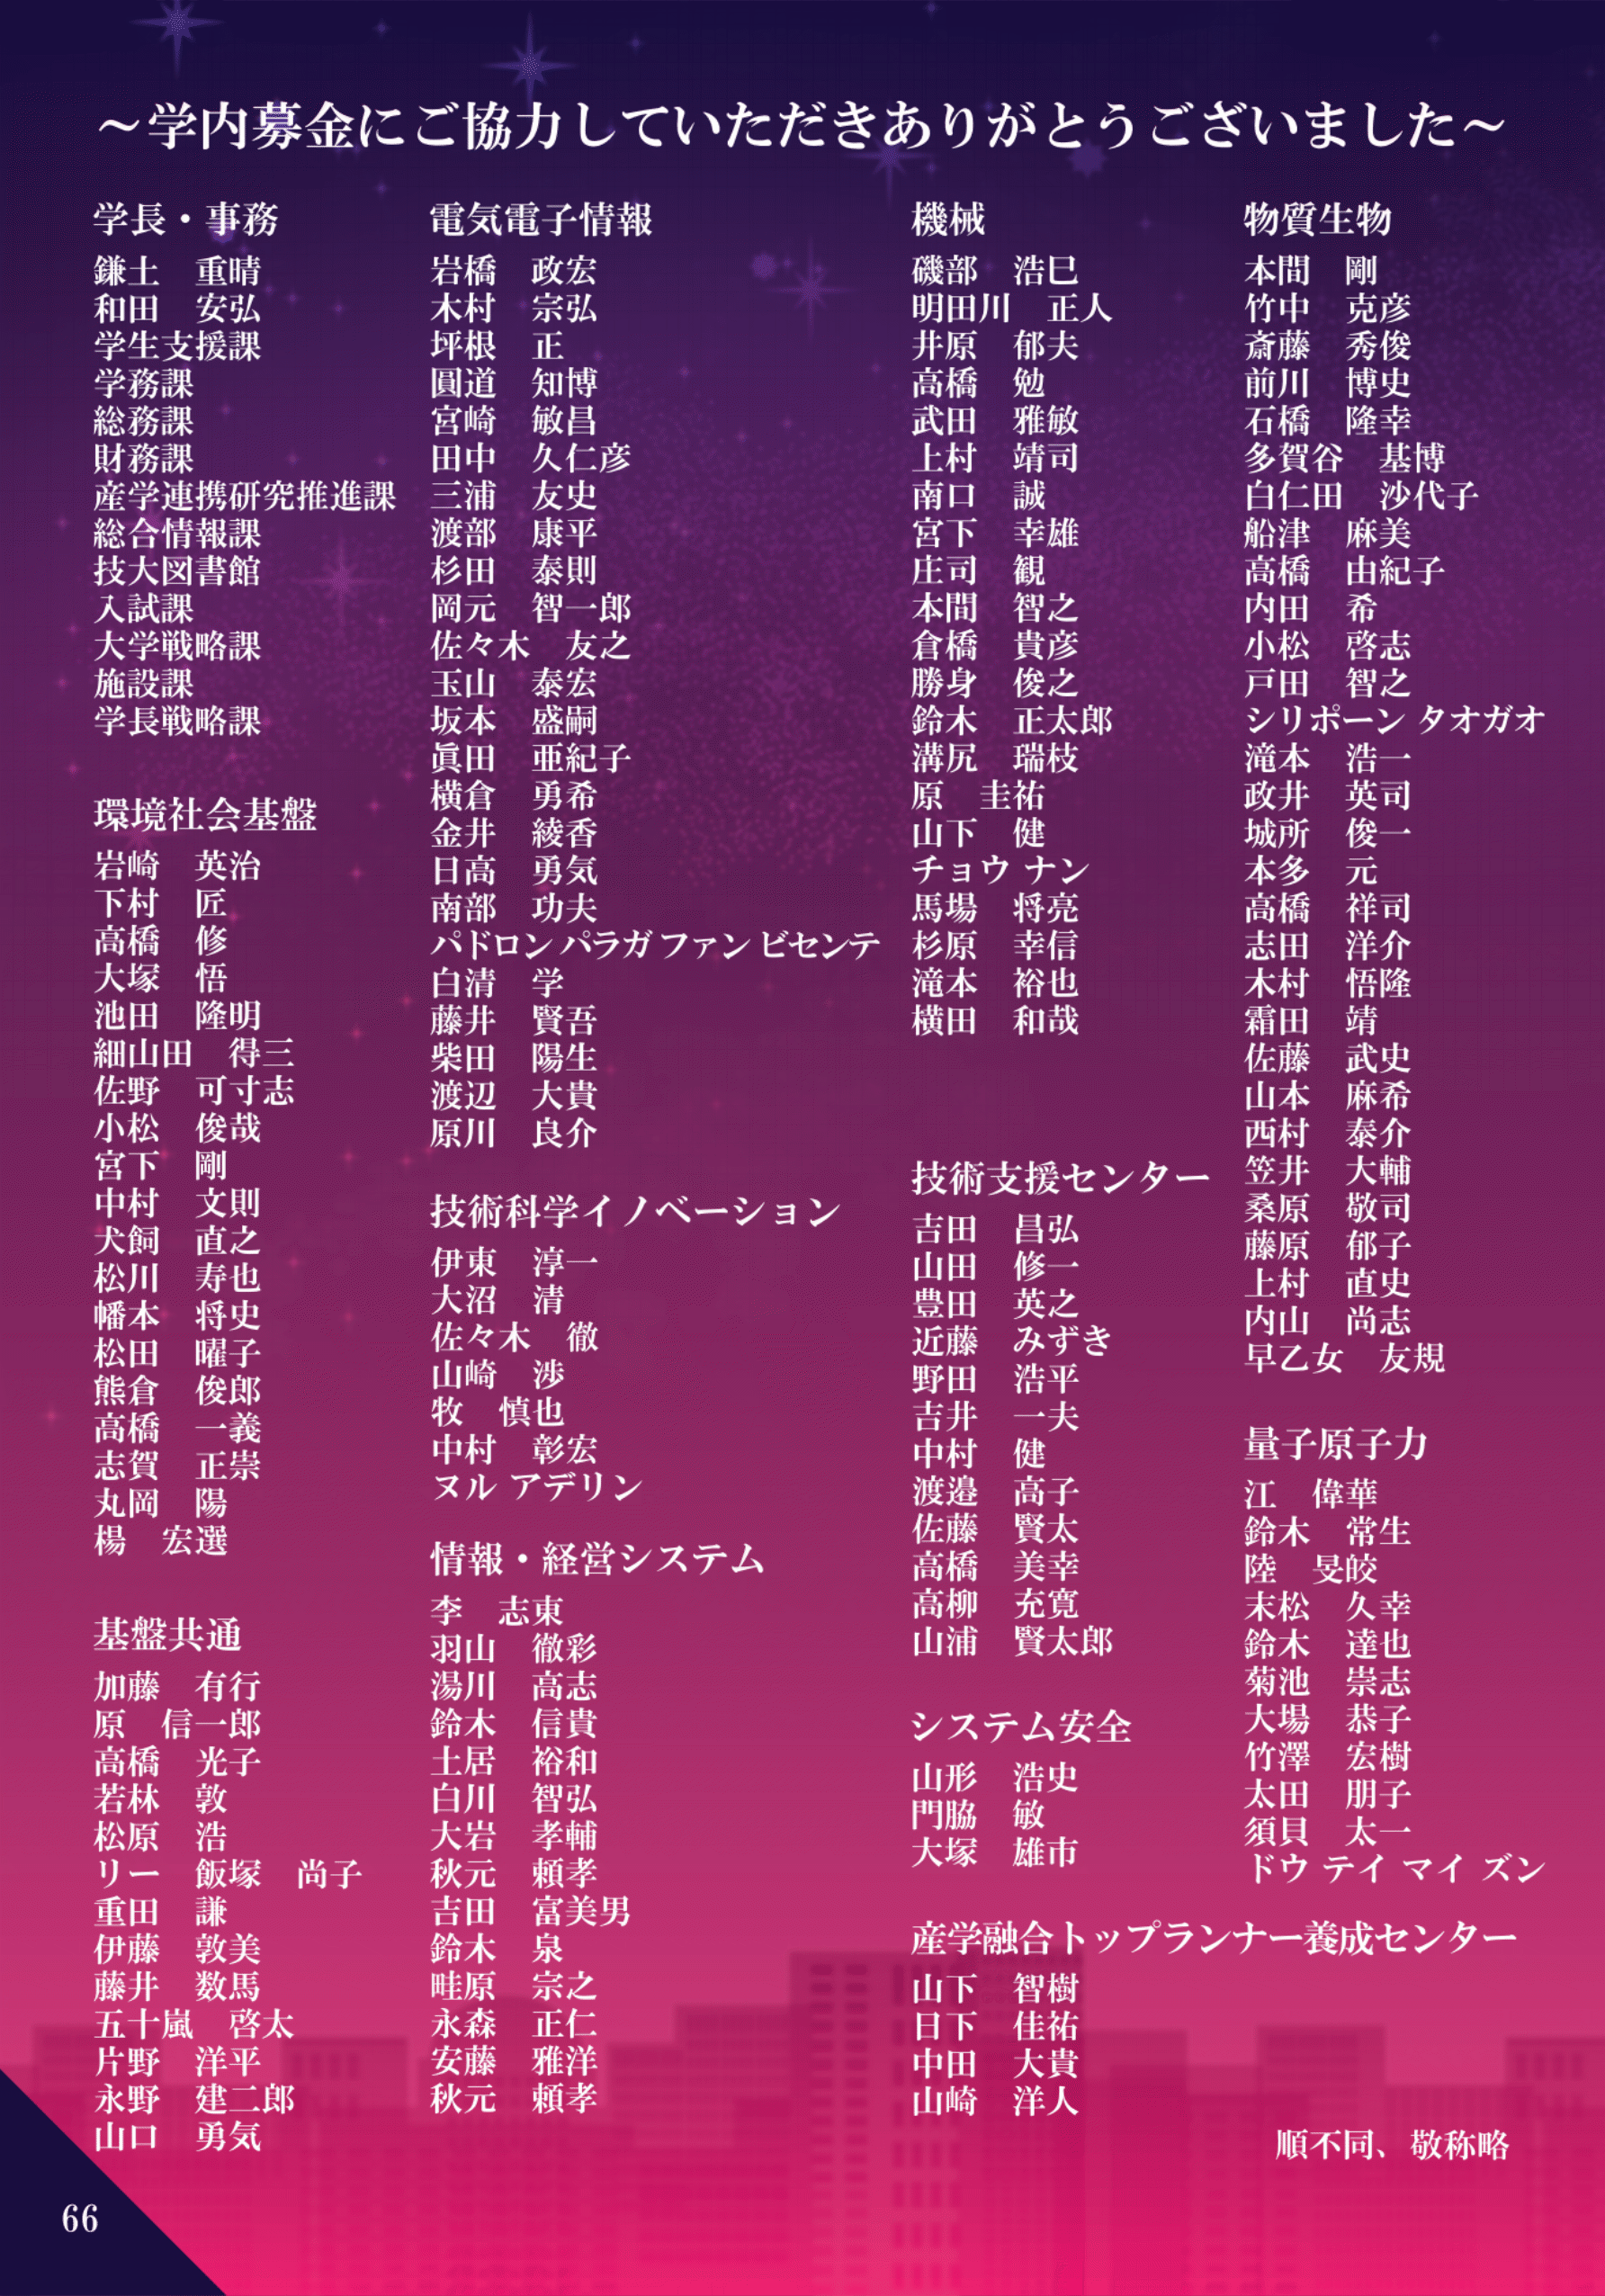 ～学内募金にご協力していただきありがとうございました～
学長・事務
鎌土　重晴
和田　安弘
学生支援課
学務課
総務課
財務課
産学連携研究推進課
総合情報課
技大図書館
入試課
大学戦略課
施設課
学長戦略課
環境社会基盤
岩崎　英治
下村　匠
高橋　修
大塚　悟
池田　隆明
細山田　得三
佐野　可寸志
小松　俊哉
宮下　剛
中村　文則
犬飼　直之
松川　寿也
幡本　将史
松田　曜子
熊倉　俊郎
高橋　一義
志賀　正崇
丸岡　陽
楊　宏選
基盤共通
加藤　有行
原　信一郎
高橋　光子
若林　敦
松原　浩
リー　飯塚　尚子
重田　謙
伊藤　敦美
藤井　数馬
五十嵐　啓太
片野　洋平
永野　建二郎
山口　勇気
電気電子情報
岩橋　政宏
木村　宗弘
坪根　正
圓道　知博
宮崎　敏昌
田中　久仁彦
三浦　友史
渡部　康平
杉田　泰則
岡元　智一郎
佐々木　友之
玉山　泰宏
坂本　盛嗣
眞田　亜紀子
横倉　勇希
金井　綾香
日高　勇気
南部　功夫
パドロン パラガ ファン ビセンテ
白清　学
藤井　賢吾
柴田　陽生
渡辺　大貴
原川　良介
技術科学イノベーション
伊東　淳一
大沼　清
佐々木　徹
山崎　渉
牧　慎也
中村　彰宏
ヌル アデリン
情報・経営システム
李　志東
羽山　徹彩
湯川　高志
鈴木　信貴
土居　裕和
白川　智弘
大岩　孝輔
秋元　頼孝
吉田　富美男
鈴木　泉
畦原　宗之
永森　正仁
安藤　雅洋
秋元　頼孝
機械
磯部　浩巳
明田川　正人
井原　郁夫
高橋　勉
武田　雅敏
上村　靖司
南口　誠
宮下　幸雄
庄司　観
本間　智之
倉橋　貴彦
勝身　俊之
鈴木　正太郎
溝尻　瑞枝
原　圭祐
山下　健
チョウ ナン
馬場　将亮
杉原　幸信
滝本　裕也
横田　和哉
技術支援センター
吉田　昌弘
山田　修一
豊田　英之
近藤　みずき
野田　浩平
吉井　一夫
中村　健
渡邉　高子
佐藤　賢太
高橋　美幸
高柳　充寛
山浦　賢太郎
システム安全
山形　浩史
門脇　敏
大塚　雄市
産学融合トップランナー養成センター
山下　智樹
日下　佳祐
中田　大貴
山崎　洋人
物質生物
本間　剛
竹中　克彦
斎藤　秀俊
前川　博史
石橋　隆幸
多賀谷　基博
白仁田　沙代子
船津　麻美
高橋　由紀子
内田　希
小松　啓志
戸田　智之
シリポーン タオガオ
滝本　浩一
政井　英司
城所　俊一
本多　元
高橋　祥司
志田　洋介
木村　悟隆
霜田　靖
佐藤　武史
山本　麻希
西村　泰介
笠井　大輔
桑原　敬司
藤原　郁子
上村　直史
内山　尚志
早乙女　友規
量子原子力
江　偉華
鈴木　常生
陸　旻皎
末松　久幸
鈴木　達也
菊池　崇志
大場　恭子
竹澤　宏樹
太田　朋子
須貝　太一
ドウ テイ マイ ズン
順不同、敬称略
66